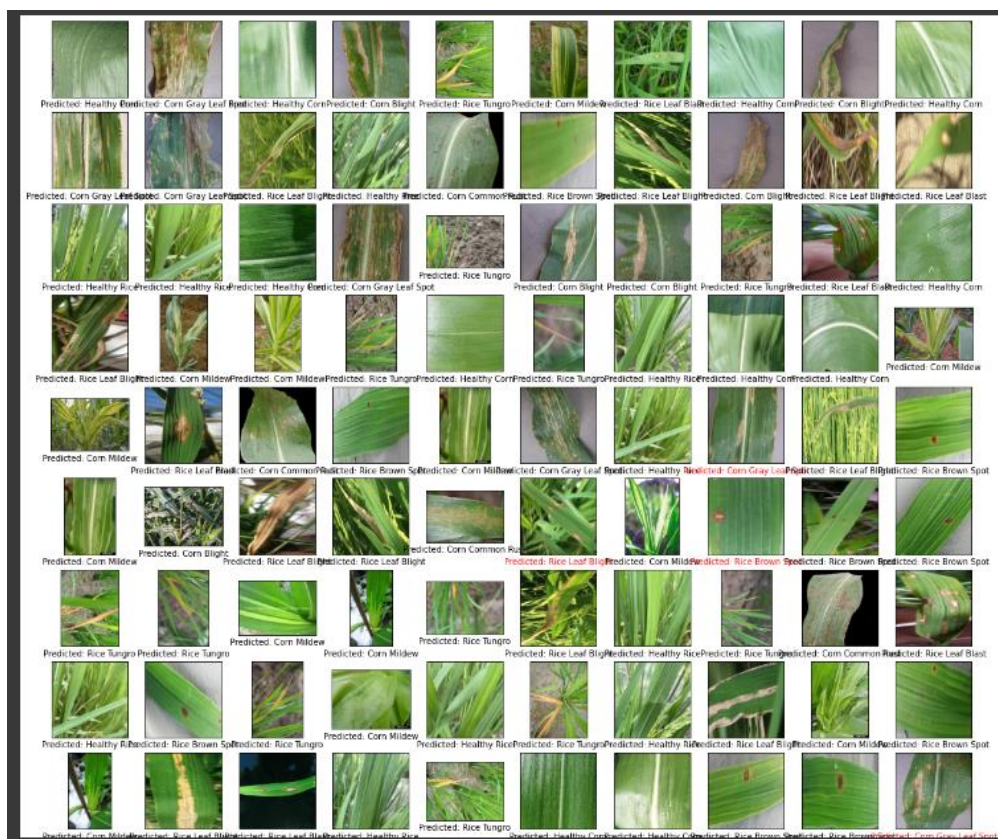 Predicted: Healthy Corn Predicted: Corn Gray Leaf Spot Predicted: Healthy Corn Predicted: Corn Blight Predicted: Rice Tungro Predicted: Corn Mildew Predicted: Rice Leaf Blast Predicted: Healthy Corn Predicted: Corn Blight Predicted: Healthy Corn
Predicted: Corn Gray Leaf Spot Predicted: Corn Gray Leaf Spot Predicted: Rice Leaf Blight Predicted: Healthy Rice Predicted: Corn Common Rust Predicted: Rice Brown Spot Predicted: Rice Leaf Blight Predicted: Corn Blight Predicted: Rice Leaf Blight Predicted: Rice Leaf Blast
Predicted: Healthy Rice Predicted: Healthy Rice Predicted: Healthy Corn Predicted: Corn Gray Leaf Spot Predicted: Rice Tungro Predicted: Corn Blight Predicted: Corn Blight Predicted: Rice Tungro Predicted: Rice Leaf Blast Predicted: Healthy Corn
Predicted: Rice Leaf Blight Predicted: Corn Mildew Predicted: Corn Mildew Predicted: Rice Tungro Predicted: Healthy Corn Predicted: Rice Tungro Predicted: Healthy Rice Predicted: Healthy Corn Predicted: Healthy Corn Predicted: Corn Mildew
Predicted: Corn Mildew Predicted: Rice Leaf Blast Predicted: Corn Common Rust Predicted: Rice Brown Spot Predicted: Corn Mildew Predicted: Corn Gray Leaf Spot Predicted: Healthy Rice Predicted: Corn Gray Leaf Spot Predicted: Rice Leaf Blight Predicted: Rice Brown Spot
Predicted: Corn Mildew Predicted: Corn Blight Predicted: Rice Leaf Blight Predicted: Rice Leaf Blight Predicted: Corn Common Rust Predicted: Rice Leaf Blight Predicted: Corn Mildew Predicted: Rice Brown Spot Predicted: Rice Brown Spot Predicted: Rice Brown Spot
Predicted: Rice Tungro Predicted: Rice Tungro Predicted: Corn Mildew Predicted: Corn Mildew Predicted: Rice Tungro Predicted: Rice Leaf Blight Predicted: Healthy Rice Predicted: Rice Tungro Predicted: Corn Common Rust Predicted: Rice Leaf Blast
Predicted: Healthy Rice Predicted: Rice Brown Spot Predicted: Rice Tungro Predicted: Corn Mildew Predicted: Healthy Rice Predicted: Rice Tungro Predicted: Healthy Rice Predicted: Rice Leaf Blight Predicted: Corn Mildew Predicted: Rice Brown Spot
Predicted: Corn Mildew Predicted: Rice Leaf Predicted: Rice Leaf Predicted: Healthy Rice Predicted: Rice Tungro Predicted: Healthy Corn Predicted: Healthy Corn Predicted: Rice Brown Spot Predicted: Rice Brown Corn Gray Leaf Spot